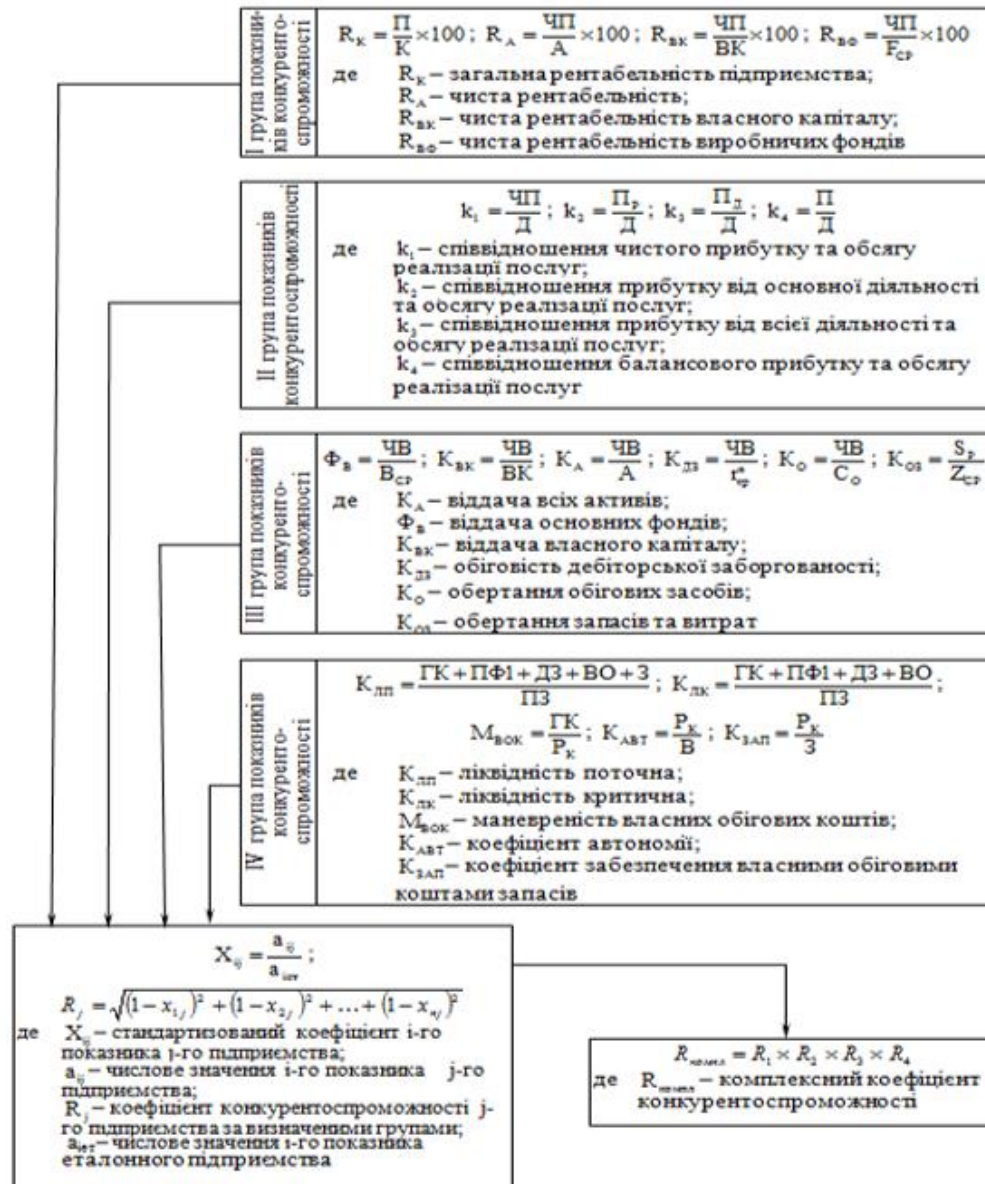 I група показни-
ків конкуренто-
спроможності
R_К = П/К ×100; R_А = ЧП/А ×100; R_ВК = ЧП/ВК ×100; R_ВФ = ЧП/F_СР ×100
де R_К – загальна рентабельність підприємства;
R_А – чиста рентабельність;
R_ВК – чиста рентабельність власного капіталу;
R_ВФ – чиста рентабельність виробничих фондів
II група показників
конкурентоспроможності
k₁ = ЧП/Д ; k₂ = П_Р/Д ; k₃ = П_Д/Д ; k₄ = П/Д
де k₁ – співвідношення чистого прибутку та обсягу
реалізації послуг;
k₂ – співвідношення прибутку від основної діяльності
та обсягу реалізації послуг;
k₃ – співвідношення прибутку від всієї діяльності та
обсягу реалізації послуг;
k₄ – співвідношення балансового прибутку та обсягу
реалізації послуг
III група показників
конкуренто-
спроможності
Ф_В = ЧВ/В_СР ; К_ВК = ЧВ/ВК ; К_А = ЧВ/А ; К_ДЗ = ЧВ/ ; К_О = ЧВ/С_О ; К_ОЗ = S_Р/Z_СР
де К_А – віддача всіх активів;
Ф_В – віддача основних фондів;
К_ВК – віддача власного капіталу;
К_ДЗ – обіговість дебіторської заборгованості;
К_О – обертання обігових засобів;
К_ОЗ – обертання запасів та витрат
IV група показників
конкуренто-
спроможності
К_ЛП = (ГК + ПФ1 + ДЗ + ВО + З)/ПЗ ; К_ЛК = (ГК + ПФ1 + ДЗ + ВО)/ПЗ ;
М_ВОК = ГК/Р_К ; К_АВТ = Р_К/В ; К_ЗАП = Р_К/З
де К_ЛП – ліквідність поточна;
К_ЛК – ліквідність критична;
М_ВОК – маневреність власних обігових коштів;
К_АВТ – коефіцієнт автономії;
К_ЗАП – коефіцієнт забезпечення власними обіговими
коштами запасів
X_ij = a_ij/a_іет ;
R_j = √((1−x_1j)² + (1−x_2j)² + … + (1−x_nj)²)
де X_ij – стандартизований коефіцієнт і-го
показника j-го підприємства;
a_ij – числове значення і-го показника j-го
підприємства;
R_j – коефіцієнт конкурентоспроможності j-
го підприємства за визначеними групами;
a_іет – числове значення і-го показника
еталонного підприємства
R_компл = R₁ × R₂ × R₃ × R₄
де R_компл – комплексний коефіцієнт
конкурентоспроможності